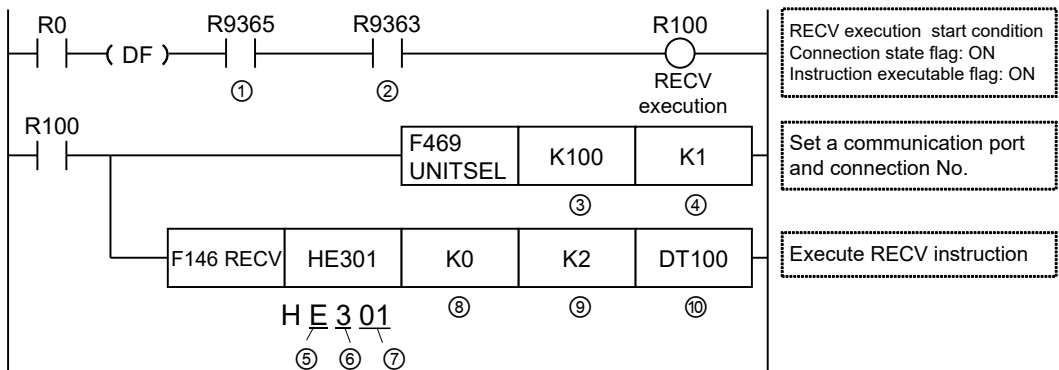 R0
R9365
R9363
R100
( DF )
①
②
RECV
execution
RECV execution start condition
Connection state flag: ON
Instruction executable flag: ON
R100
F469
UNITSEL
K100
K1
③
④
Set a communication port
and connection No.
F146 RECV
HE301
K0
K2
DT100
Execute RECV instruction
H E 3 01
⑧
⑨
⑩
⑤
⑥
⑦